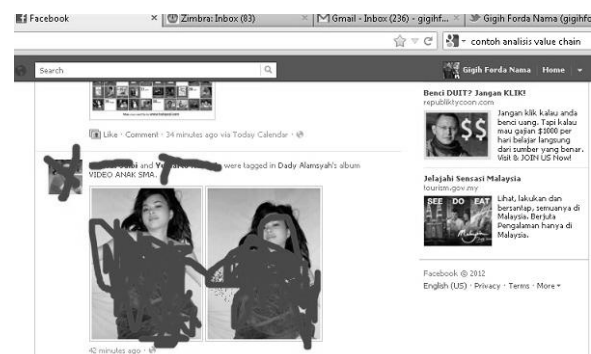 Facebook
Zimbra: Inbox (83)
Gmail - Inbox (236) - gigihf...
Gigih Forda Nama (gigihfo
contoh analisis value chain
Search
Gigih Forda Nama Home
Like · Comment · 34 minutes ago via Today Calendar ·
and were tagged in Dady Alamsyah's album
VIDEO ANAK SMA.
42 minutes ago ·
Benci DUIT? Jangan KLIK!
republiktycoon.com
Jangan klik kalau anda
benci uang. Tapi kalau
mau gajian $1000 per
hari belajar langsung
dari sumber yang benar.
Visit & JOIN US Now!
Jelajahi Sensasi Malaysia
tourism.gov.my
SEE DO EAT
Malaysia
Lihat, lakukan dan
bersantap, semuanya di
Malaysia. Berjuta
Pengalaman hanya di
Malaysia.
Facebook © 2012
English (US) · Privacy · Terms · More